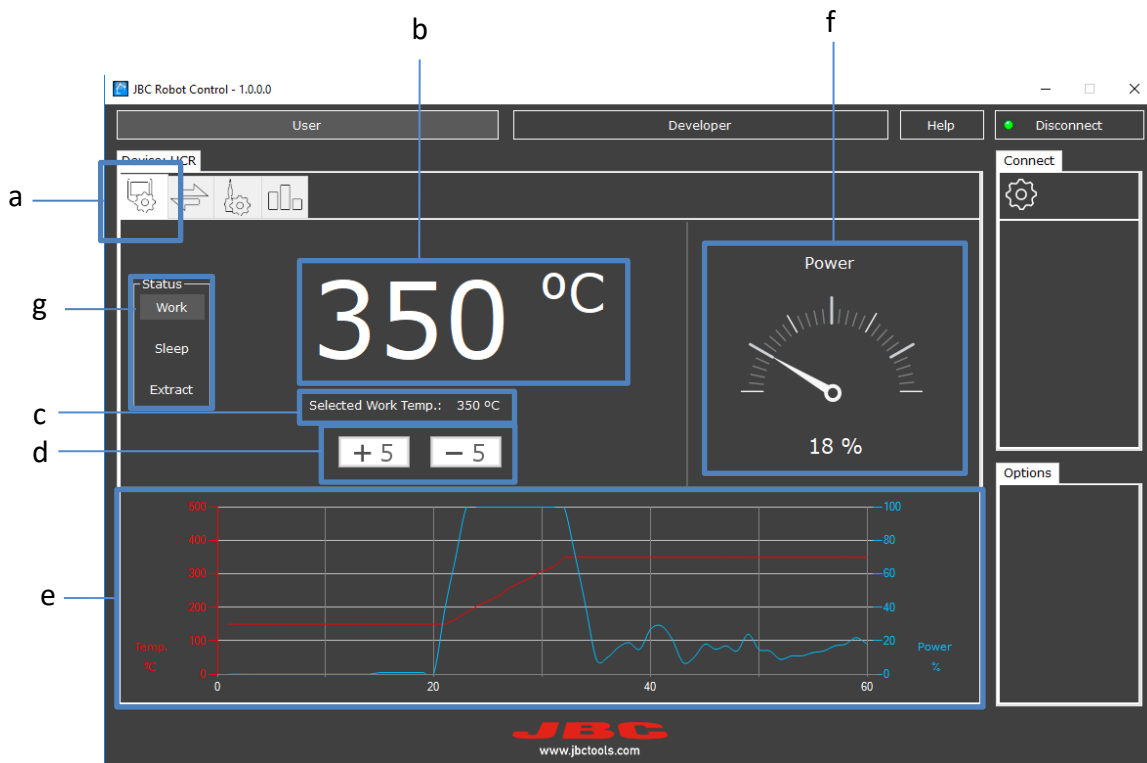 b
f
JBC Robot Control - 1.0.0.0
User
Developer
Help
Disconnect
Device: UCR
Connect
a
Power
350 ºC
Status
g
Work
Sleep
Extract
c
Selected Work Temp.: 350 ºC
18 %
d
+ 5
− 5
Options
500
100
400
80
300
60
e
200
40
100
20
Temp.
ºC
Power
%
0
0
0
20
40
60
JBC
www.jbctools.com